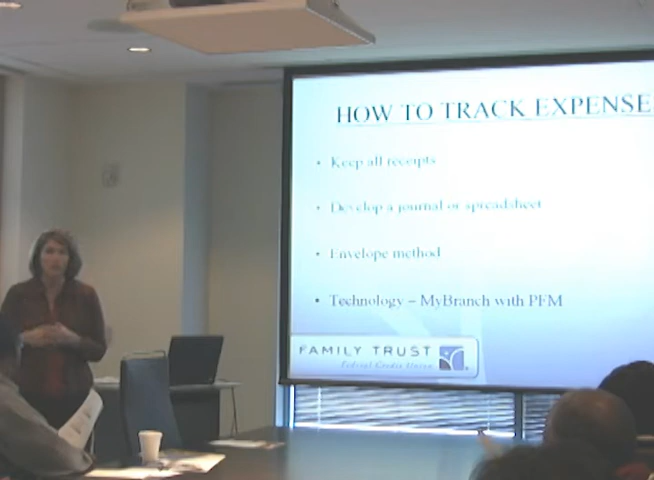 HOW TO TRACK EXPENSE
• Keep all receipts
• Develop a journal or spreadsheet
• Envelope method
• Technology – MyBranch with PFM
FAMILY TRUST
Federal Credit Union